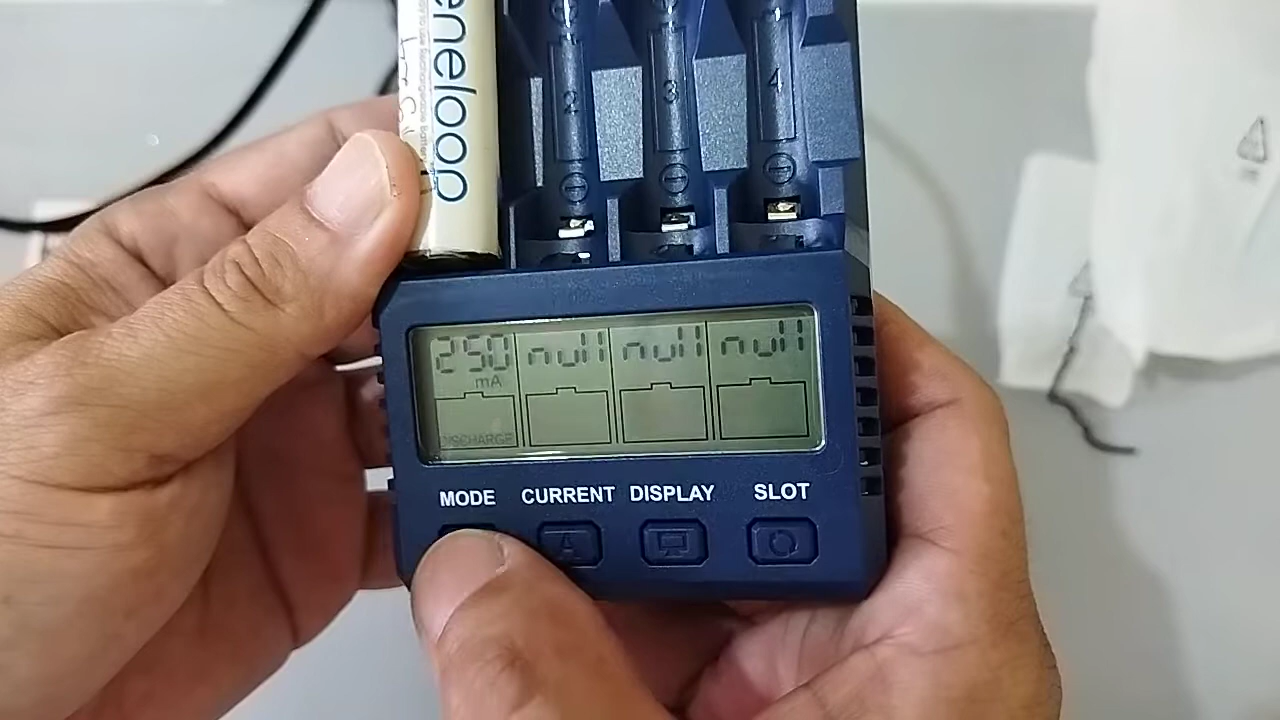 eneloop
2
3
4
250 null null null
mA
DISCHARGE
MODE CURRENT DISPLAY SLOT
A